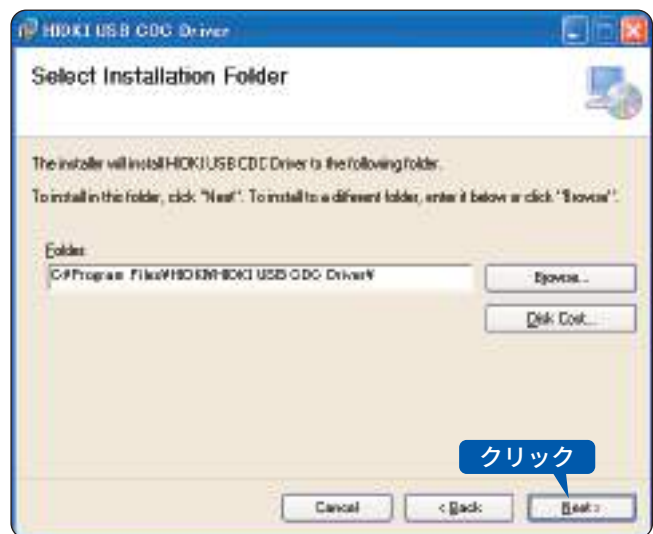 HIOKI USB CDC Driver
Select Installation Folder
The installer will install HIOKI USB CDC Driver to the following folder.
To install in this folder, click "Next". To install to a different folder, enter it below or click "Browse".
Folder:
C:¥Program Files¥HIOKI¥HIOKI USB CDC Driver¥
Browse...
Disk Cost...
クリック
Cancel
< Back
Next >